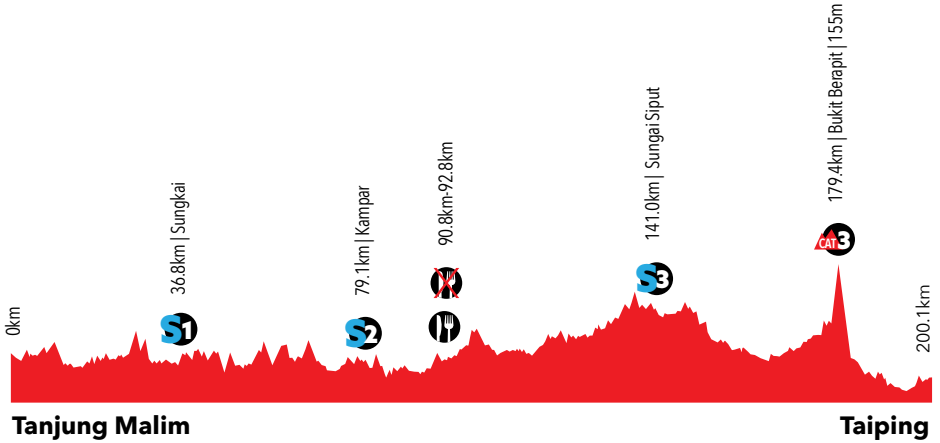 0km
36.8km | Sungkai
S1
79.1km | Kampar
S2
90.8km-92.8km
141.0km | Sungai Siput
S3
179.4km | Bukit Berapit | 155m
CAT 3
200.1km
Tanjung Malim
Taiping